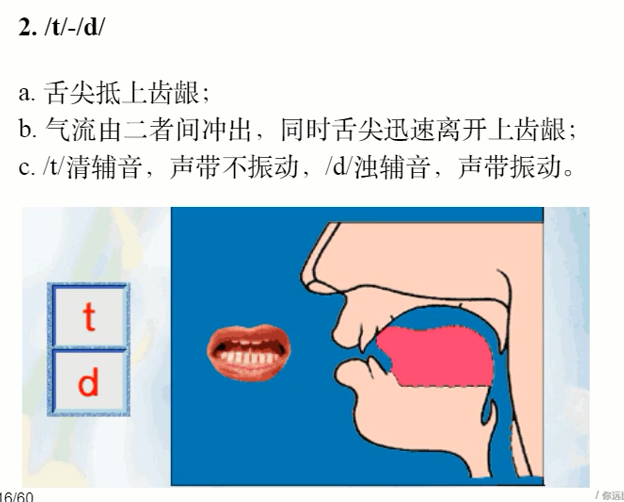 2. /t/-/d/
a. 舌尖抵上齿龈；
b. 气流由二者间冲出，同时舌尖迅速离开上齿龈；
c. /t/清辅音，声带不振动，/d/浊辅音，声带振动。
t
d
16/60
/ 你远